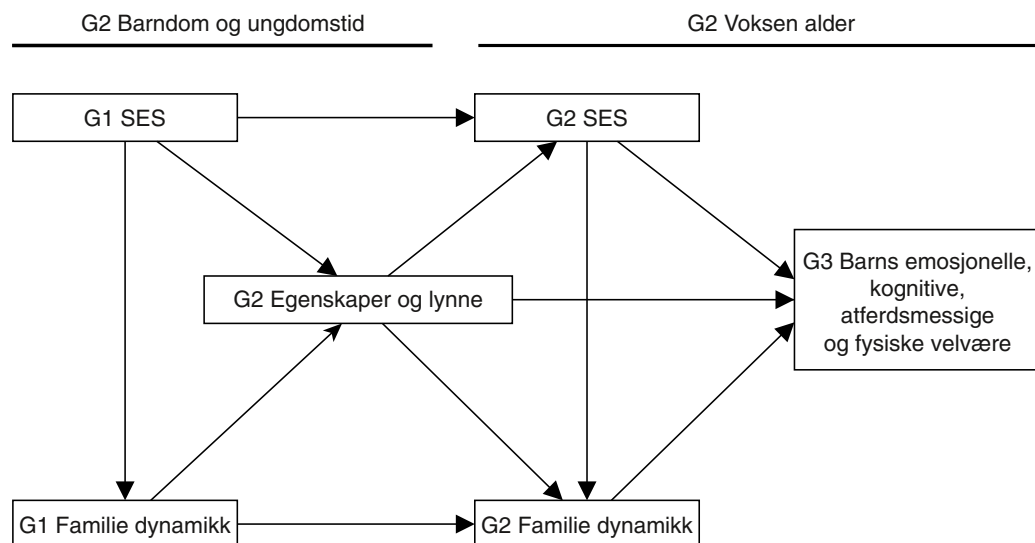 G2 Barndom og ungdomstid
G2 Voksen alder
G1 SES
G2 SES
G2 Egenskaper og lynne
G3 Barns emosjonelle,
kognitive,
atferdsmessige
og fysiske velvære
G1 Familie dynamikk
G2 Familie dynamikk